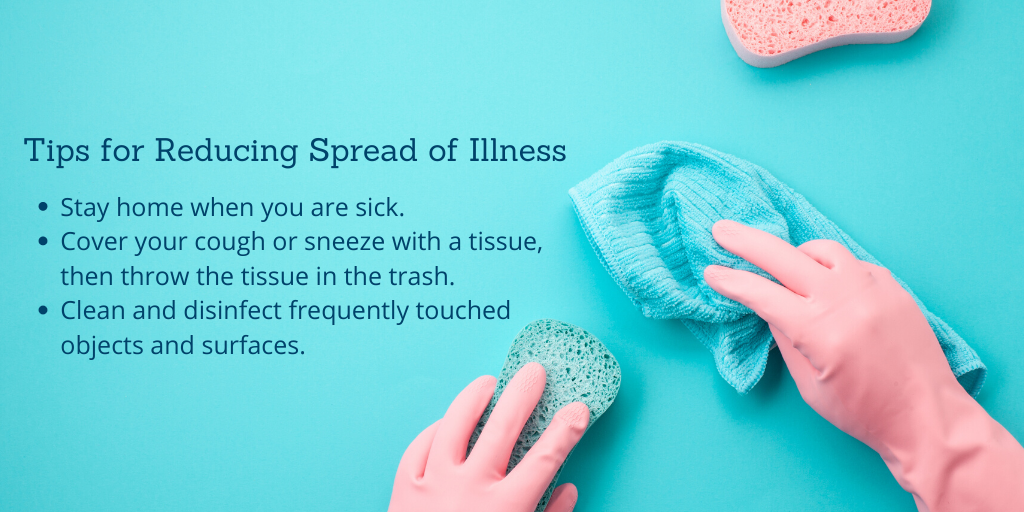 Tips for Reducing Spread of Illness
• Stay home when you are sick.
• Cover your cough or sneeze with a tissue,
then throw the tissue in the trash.
• Clean and disinfect frequently touched
objects and surfaces.